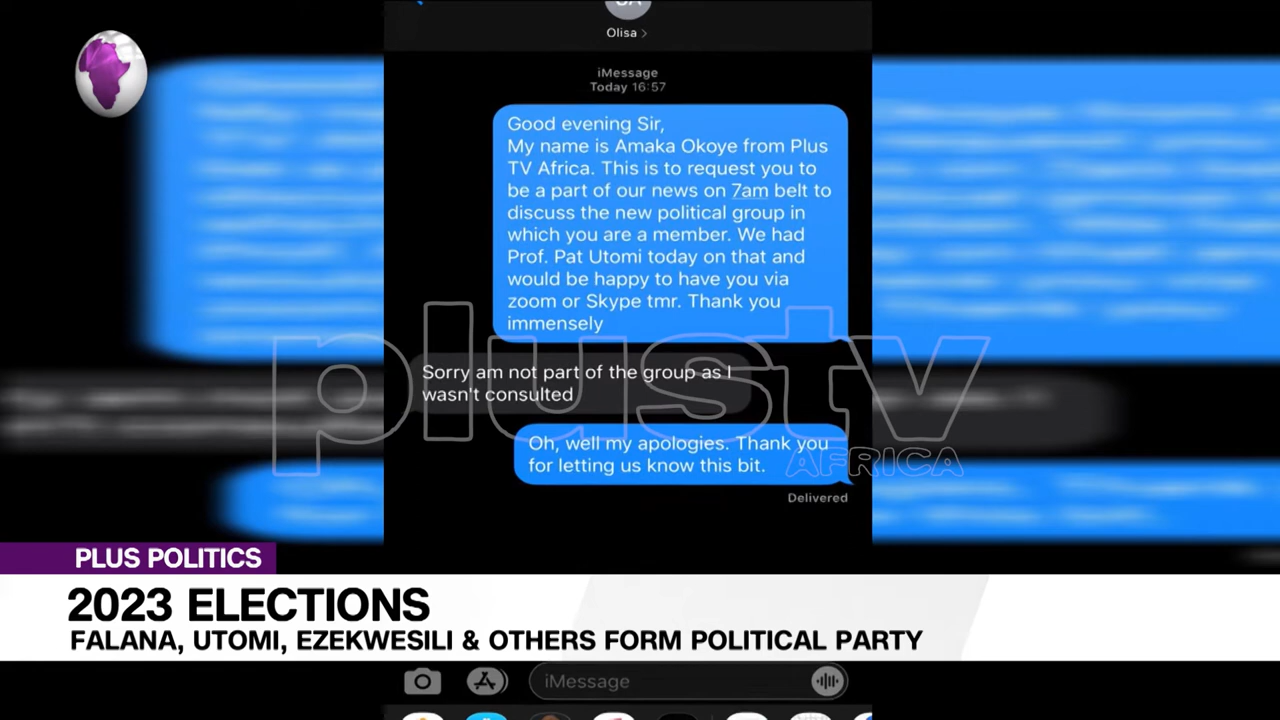 Olisa
iMessage
Today 16:57
Good evening Sir,
My name is Amaka Okoye from Plus
TV Africa. This is to request you to
be a part of our news on 7am belt to
discuss the new political group in
which you are a member. We had
Prof. Pat Utomi today on that and
would be happy to have you via
zoom or Skype tmr. Thank you
immensely
Sorry am not part of the group as I
wasn't consulted
Oh, well my apologies. Thank you
for letting us know this bit.
Delivered
plustv
AFRICA
PLUS POLITICS
2023 ELECTIONS
FALANA, UTOMI, EZEKWESILI & OTHERS FORM POLITICAL PARTY
iMessage